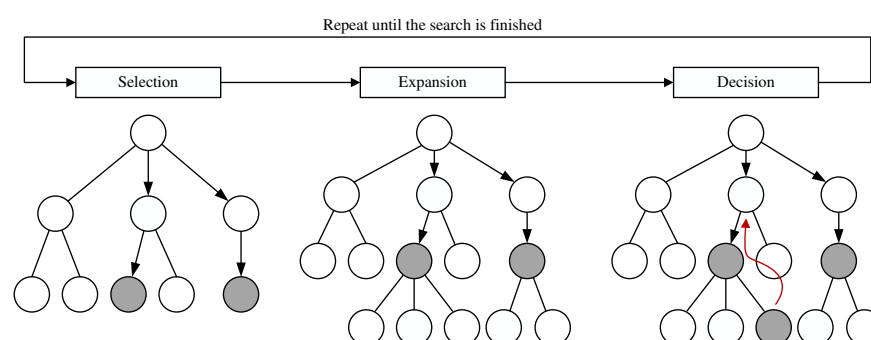 Repeat until the search is finished
Selection
Expansion
Decision